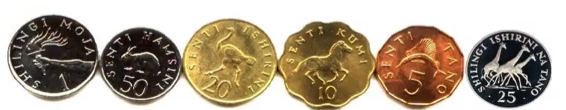 SHILINGI MOJA
1
SENTI HAMSINI
50
SENTI ISHIRINI
20
SENTI KUMI
10
SENTI TANO
5
SHILINGI ISHIRINI NA TANO
25